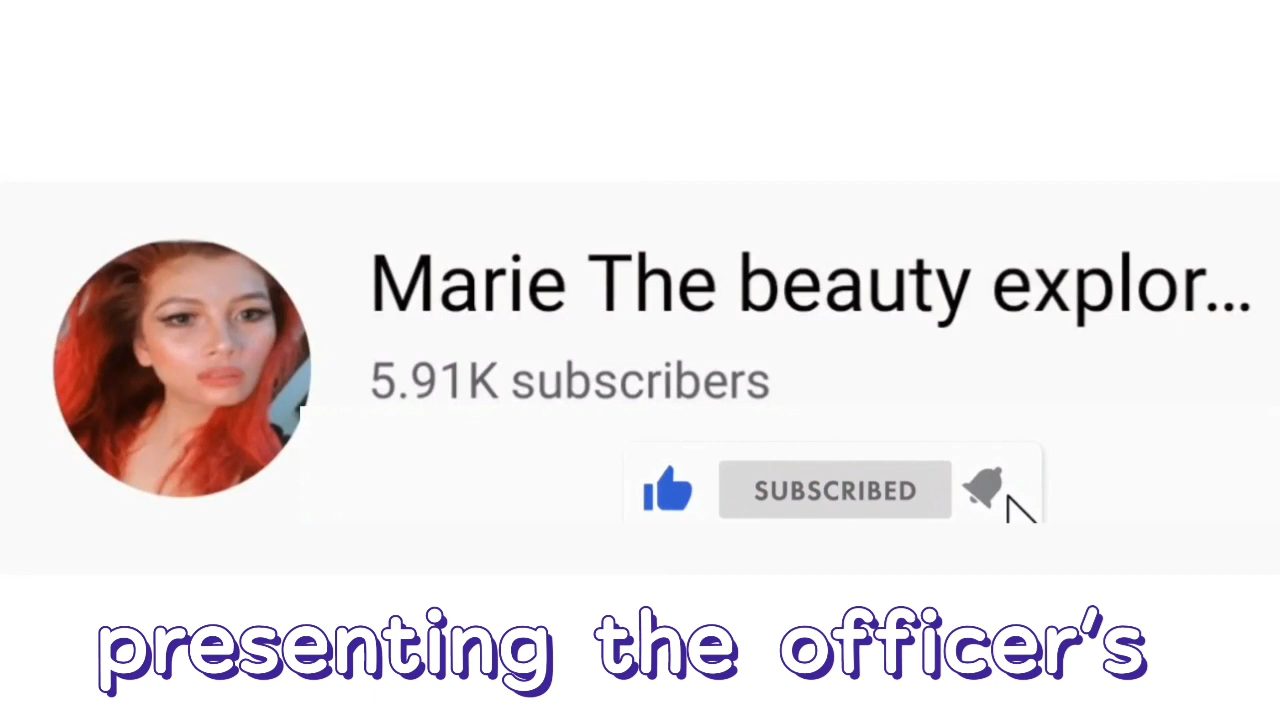 Marie The beauty explor...
5.91K subscribers
SUBSCRIBED
presenting the officer's